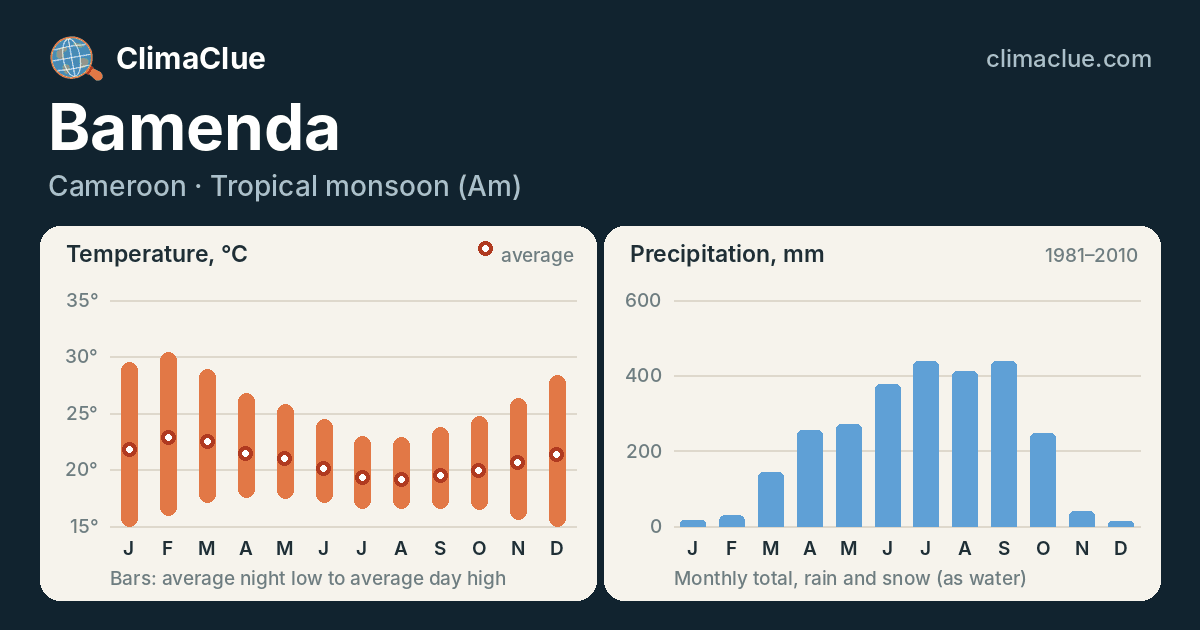 ClimaClue
climaclue.com
Bamenda
Cameroon · Tropical monsoon (Am)
Temperature, °C
average
35°
30°
25°
20°
15°
J F M A M J J A S O N D
Bars: average night low to average day high
Precipitation, mm
1981–2010
600
400
200
0
J F M A M J J A S O N D
Monthly total, rain and snow (as water)